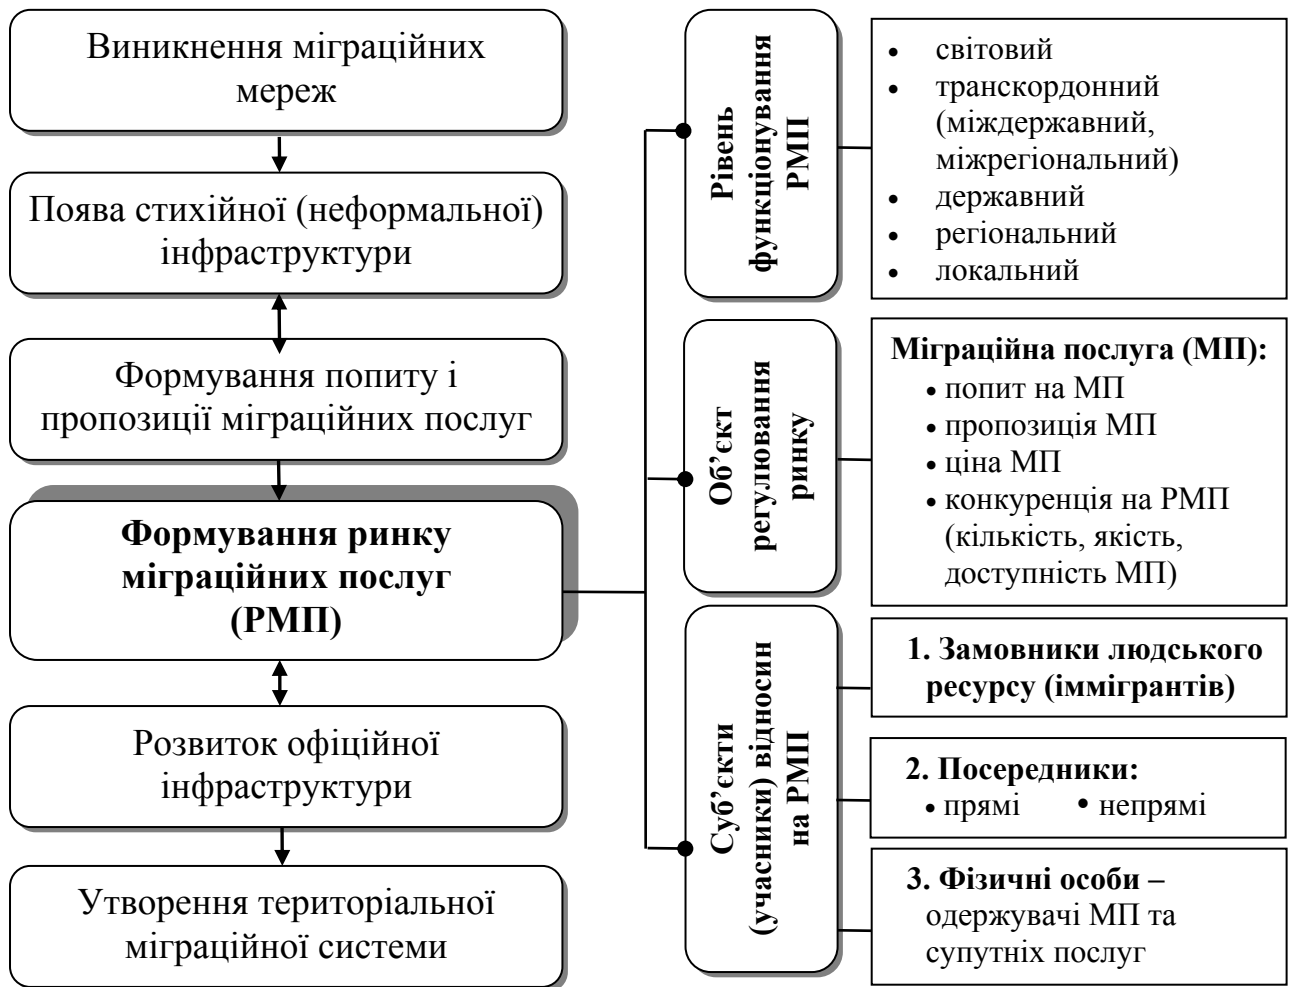 Виникнення міграційних
мереж
Поява стихійної (неформальної)
інфраструктури
Формування попиту і
пропозиції міграційних послуг
Формування ринку
міграційних послуг
(РМП)
Розвиток офіційної
інфраструктури
Утворення територіальної
міграційної системи
Рівень
функціонування
РМП
• світовий
• транскордонний
(міждержавний,
міжрегіональний)
• державний
• регіональний
• локальний
Об’єкт
регулювання
ринку
Міграційна послуга (МП):
• попит на МП
• пропозиція МП
• ціна МП
• конкуренція на РМП
(кількість, якість,
доступність МП)
Суб’єкти
(учасники) відносин
на РМП
1. Замовники людського
ресурсу (іммігрантів)
2. Посередники:
• прямі • непрямі
3. Фізичні особи –
одержувачі МП та
супутніх послуг